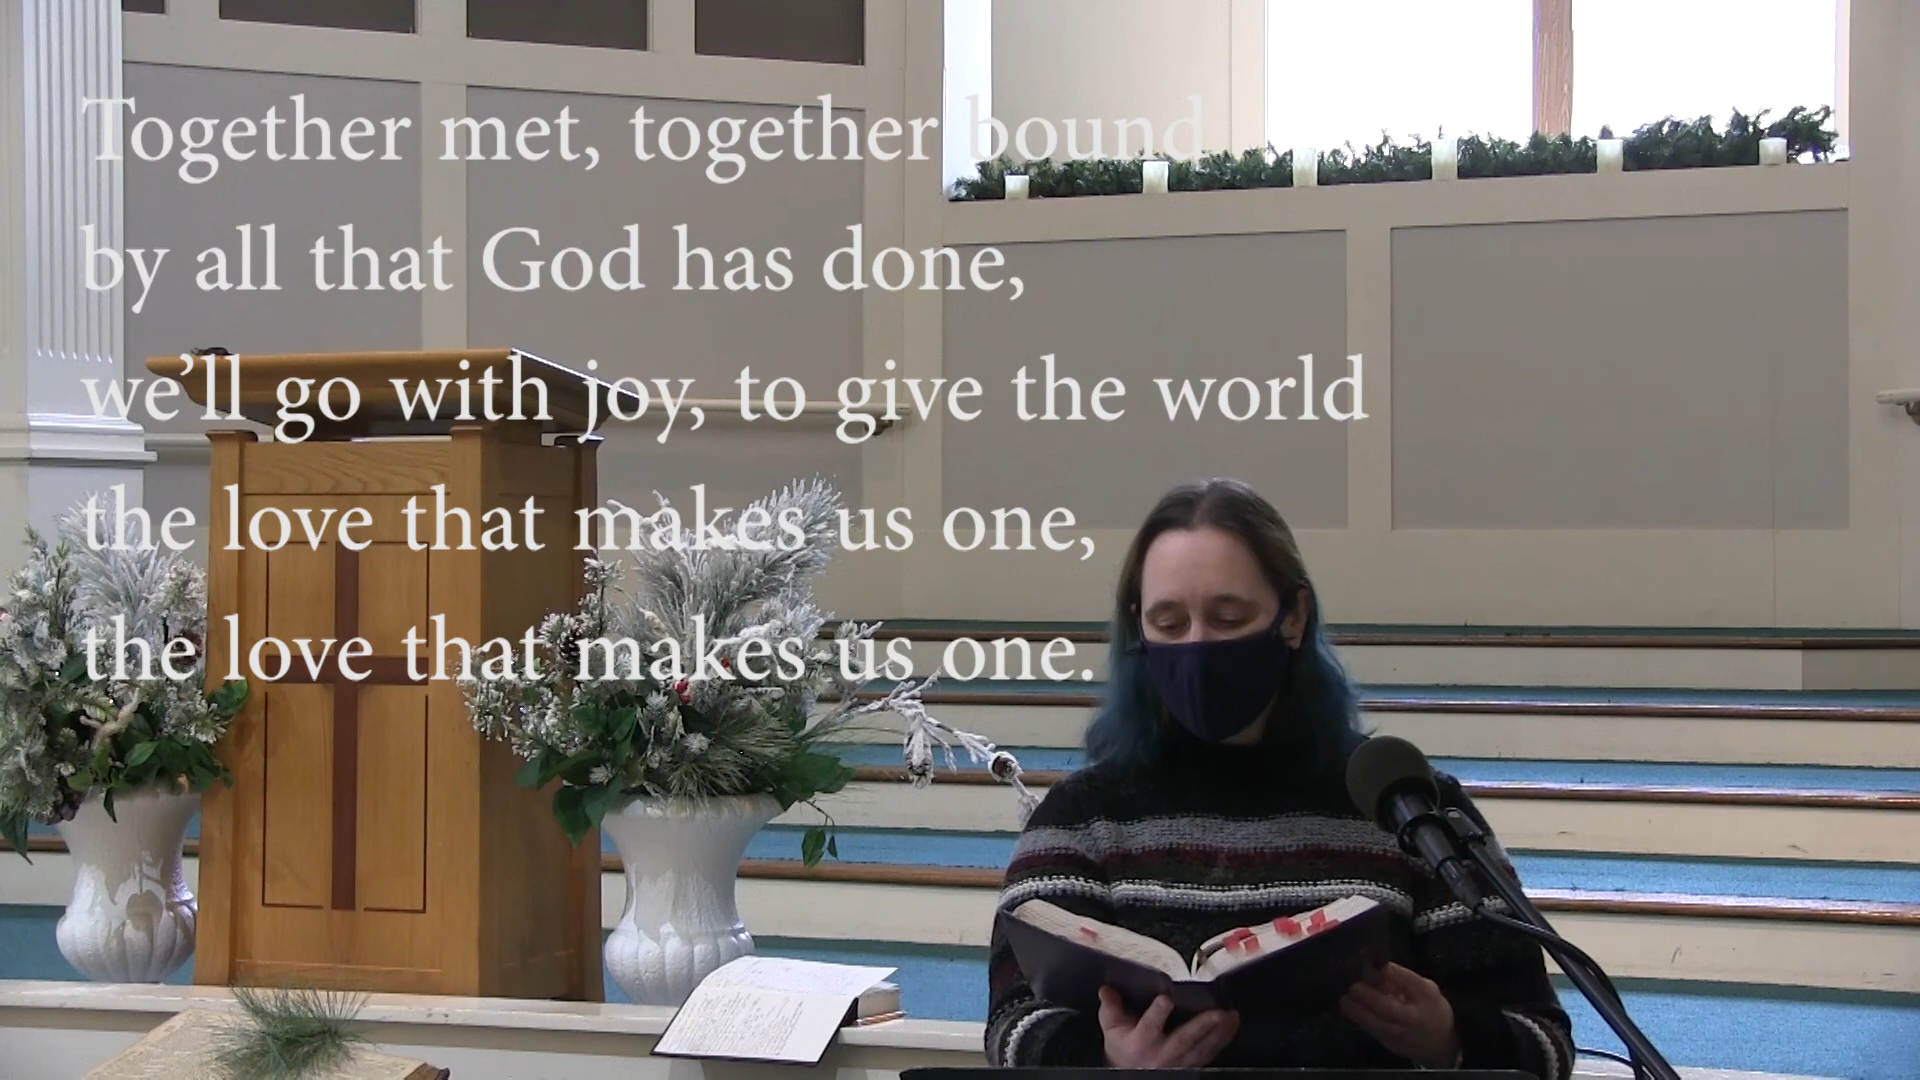 Together met, together bound
by all that God has done,
we’ll go with joy, to give the world
the love that makes us one,
the love that makes us one.